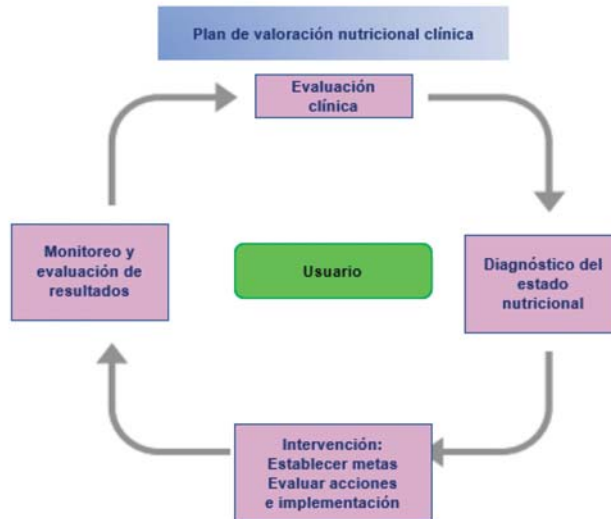 Plan de valoración nutricional clínica
Evaluación
clínica
Monitoreo y
evaluación de
resultados
Usuario
Diagnóstico del
estado
nutricional
Intervención:
Establecer metas
Evaluar acciones
e implementación